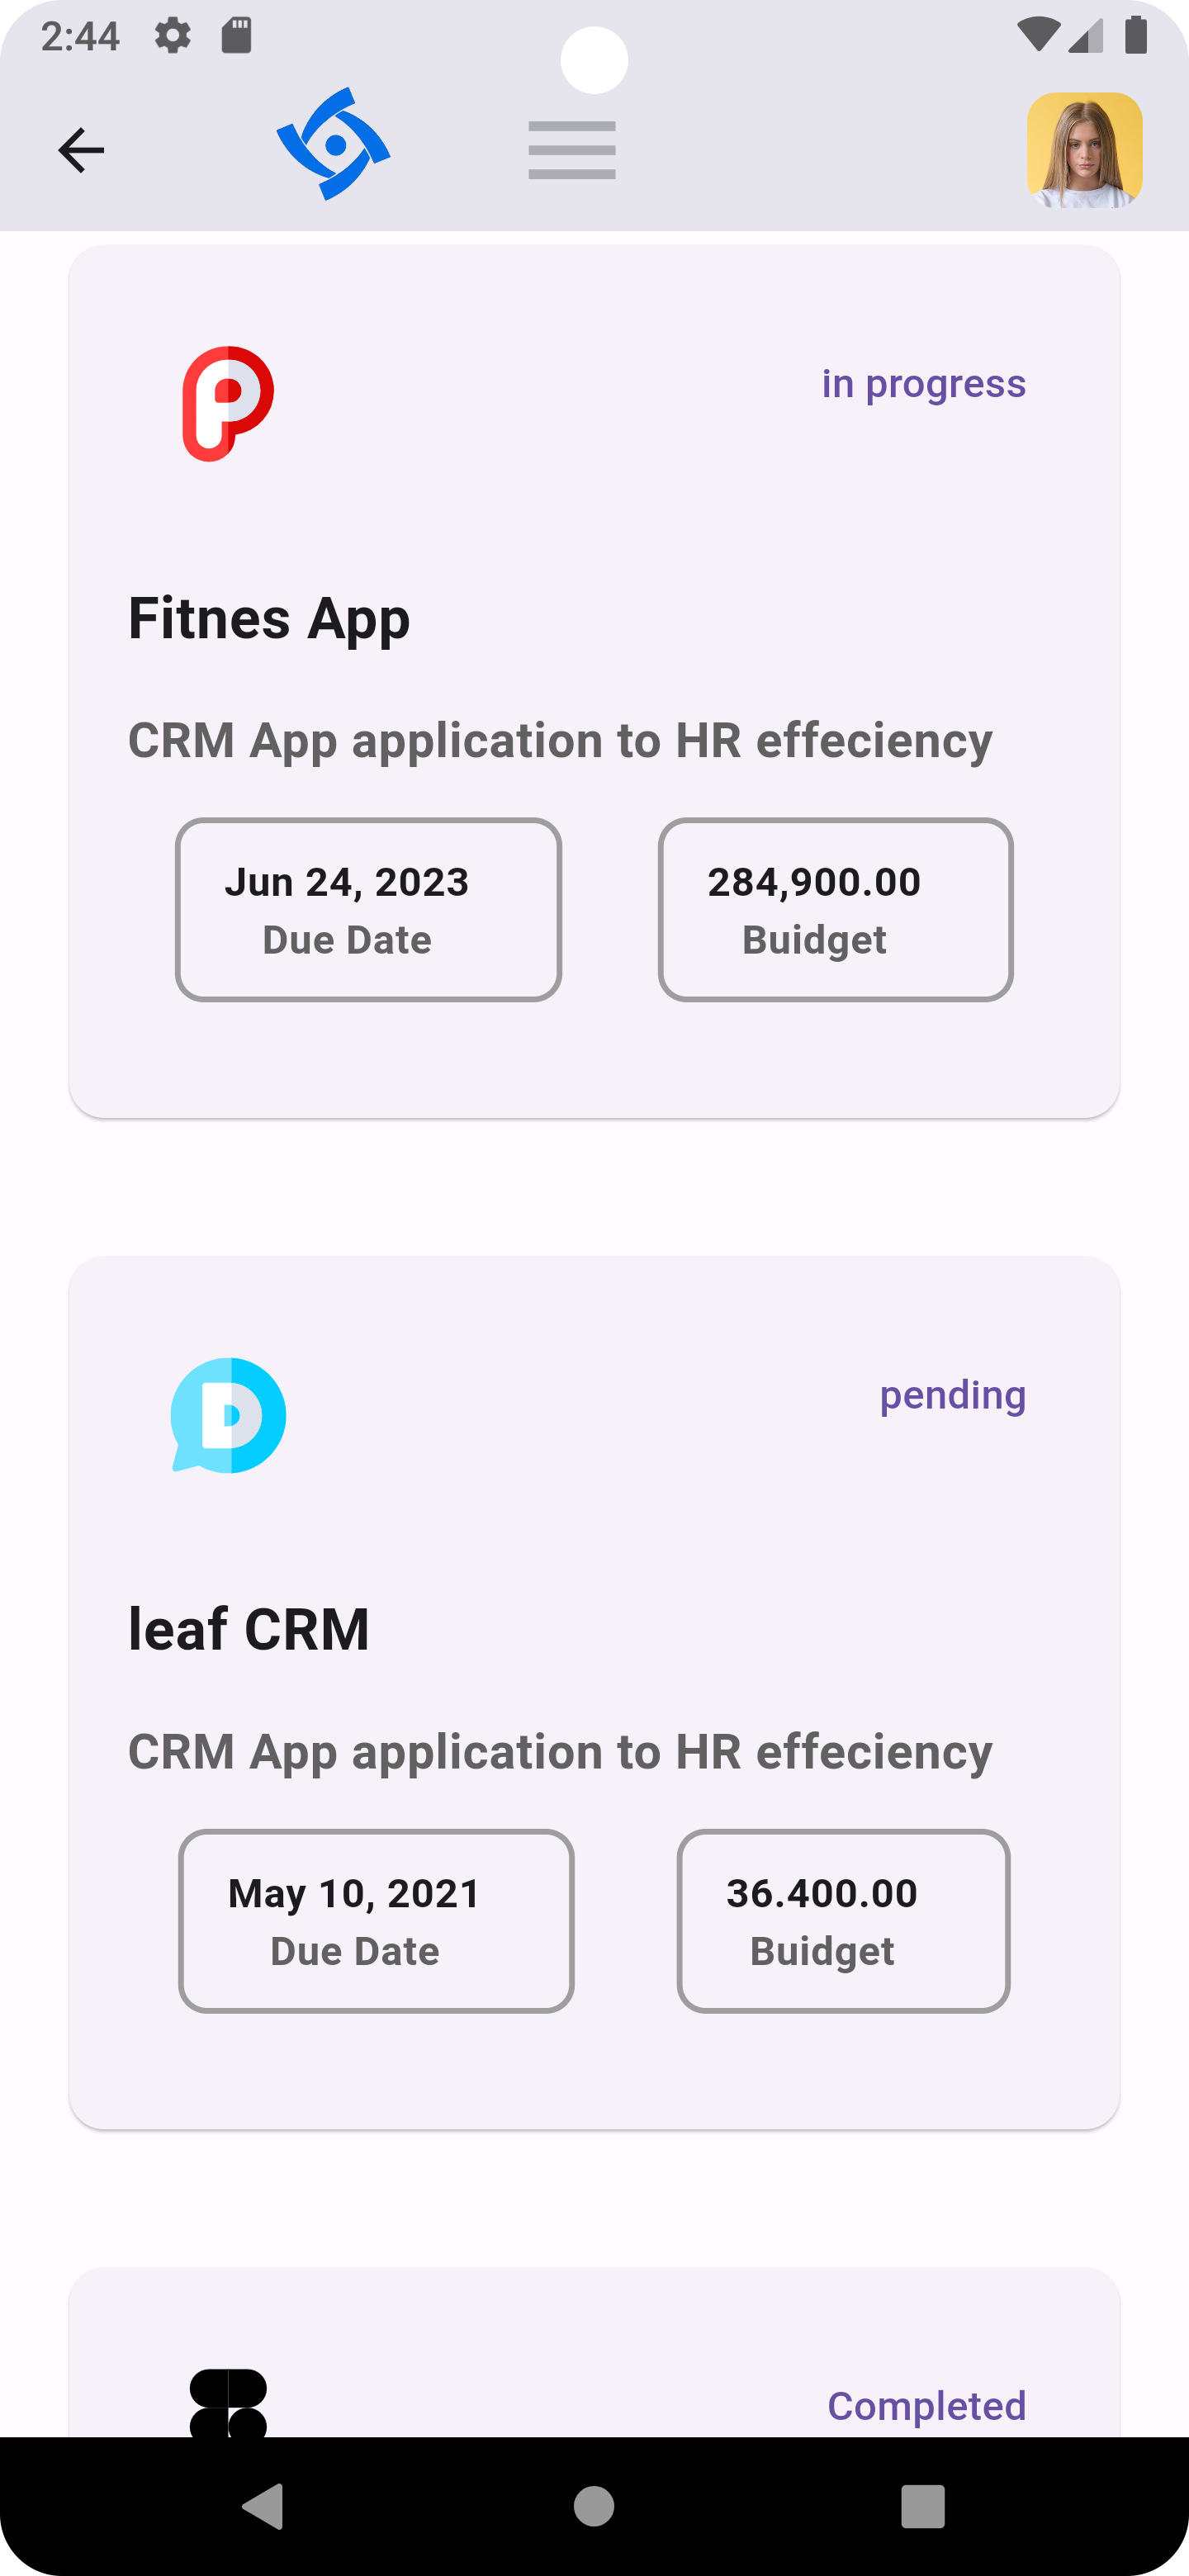 2:44
in progress
Fitnes App
CRM App application to HR effeciency
Jun 24, 2023
284,900.00
Due Date
Buidget
pending
leaf CRM
CRM App application to HR effeciency
May 10, 2021
36.400.00
Due Date
Buidget
Completed